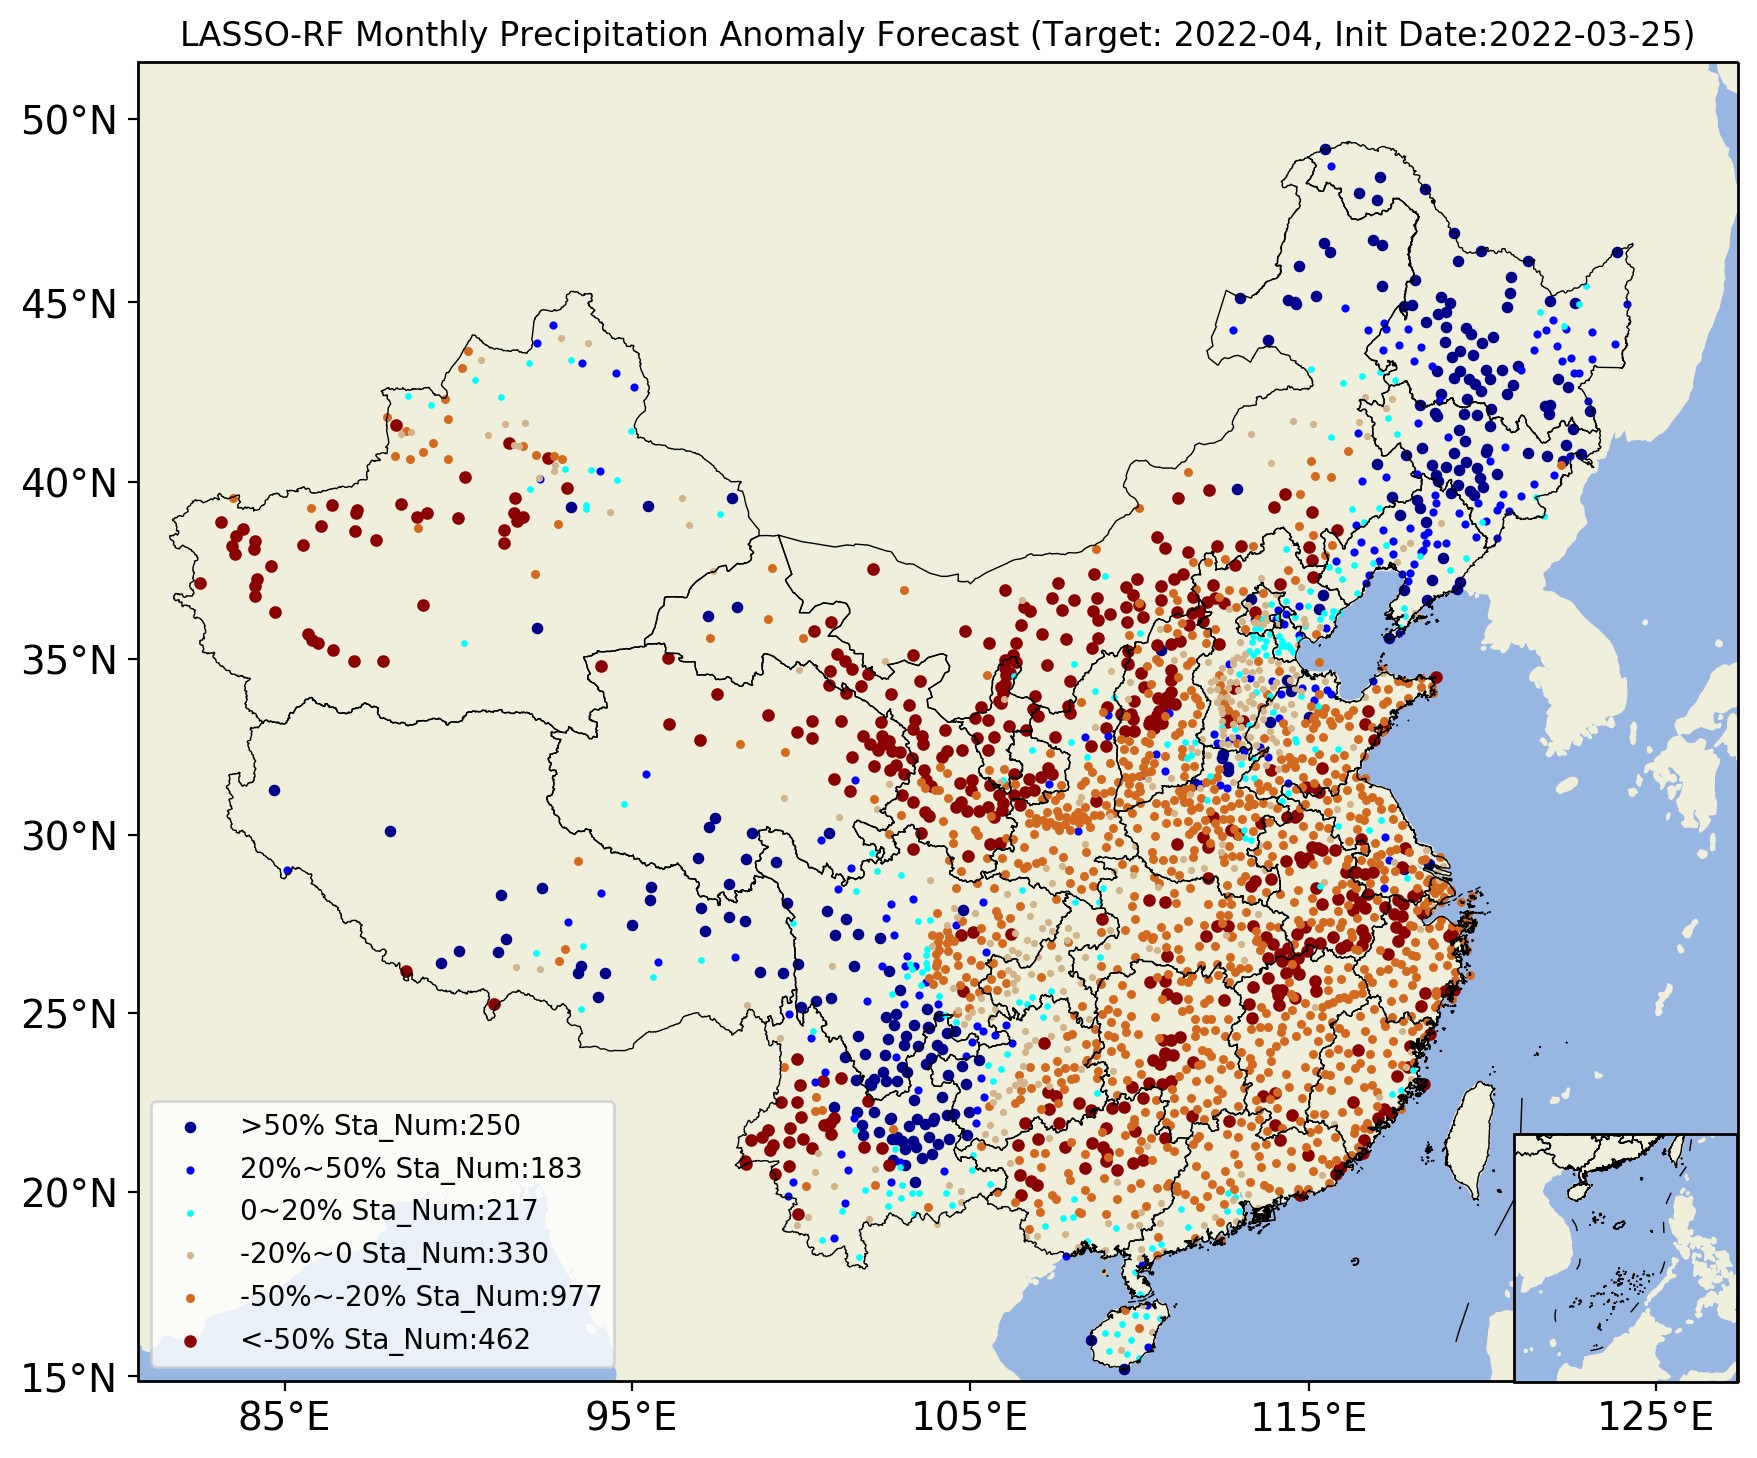 LASSO-RF Monthly Precipitation Anomaly Forecast (Target: 2022-04, Init Date:2022-03-25)
50°N
45°N
40°N
35°N
30°N
25°N
20°N
15°N
>50% Sta_Num:250
20%~50% Sta_Num:183
0~20% Sta_Num:217
-20%~0 Sta_Num:330
-50%~-20% Sta_Num:977
<-50% Sta_Num:462
85°E
95°E
105°E
115°E
125°E